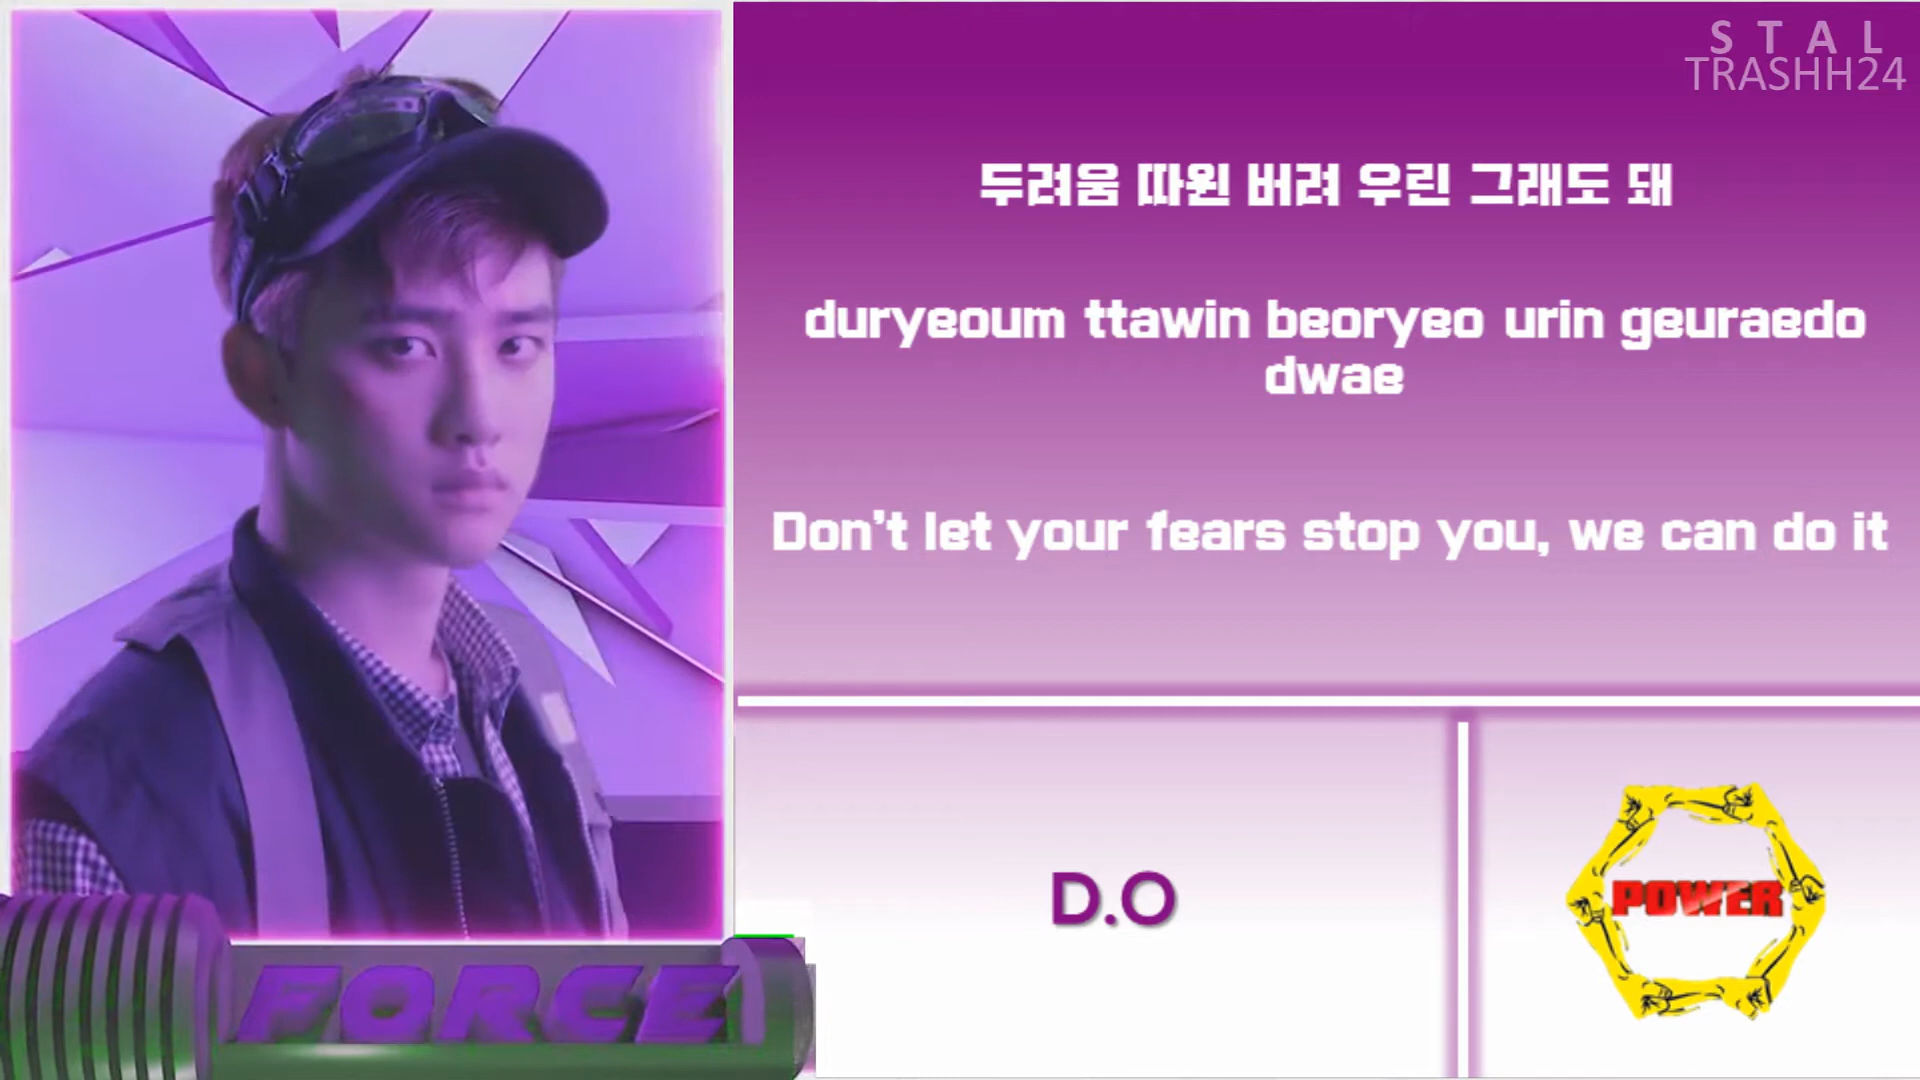 S T A L
TRASHH24
두려움 따윈 버려 우린 그래도 돼
duryeoum ttawin beoryeo urin geuraedo
dwae
Don't let your fears stop you, we can do it
D.O
POWER
FORCE